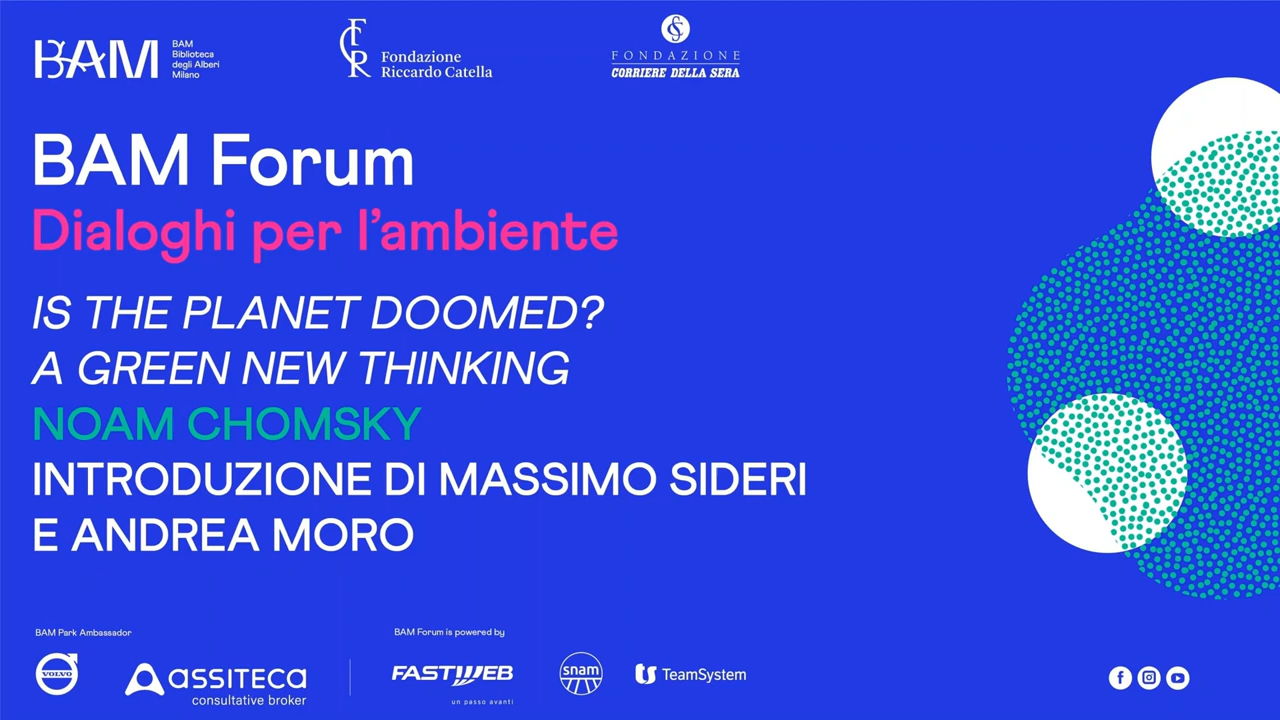 BAM
BAM
Biblioteca
degli Alberi
Milano
FCR
Fondazione
Riccardo Catella
FONDAZIONE
CORRIERE DELLA SERA
BAM Forum
Dialoghi per l'ambiente
IS THE PLANET DOOMED?
A GREEN NEW THINKING
NOAM CHOMSKY
INTRODUZIONE DI MASSIMO SIDERI
E ANDREA MORO
BAM Park Ambassador
VOLVO
assiteca
consultative broker
BAM Forum is powered by
FASTWEB
un passo avanti
snam
TeamSystem